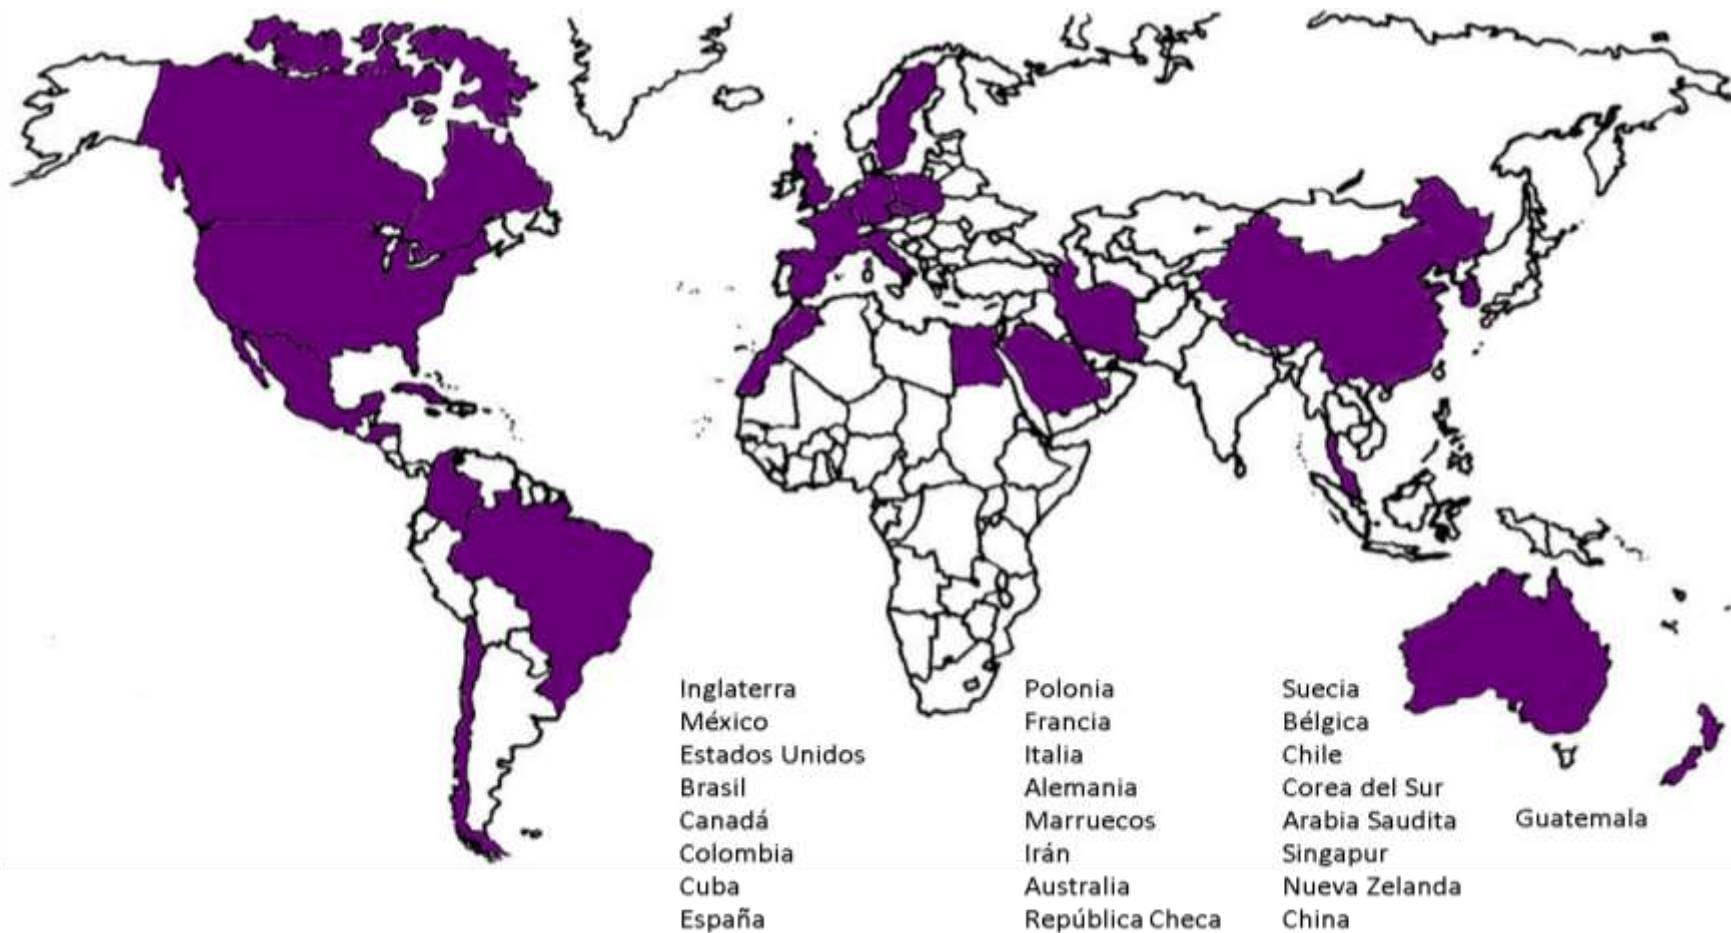 Inglaterra
México
Estados Unidos
Brasil
Canadá
Colombia
Cuba
España
Polonia
Francia
Italia
Alemania
Marruecos
Irán
Australia
República Checa
Suecia
Bélgica
Chile
Corea del Sur
Arabia Saudita
Singapur
Nueva Zelanda
China
Guatemala